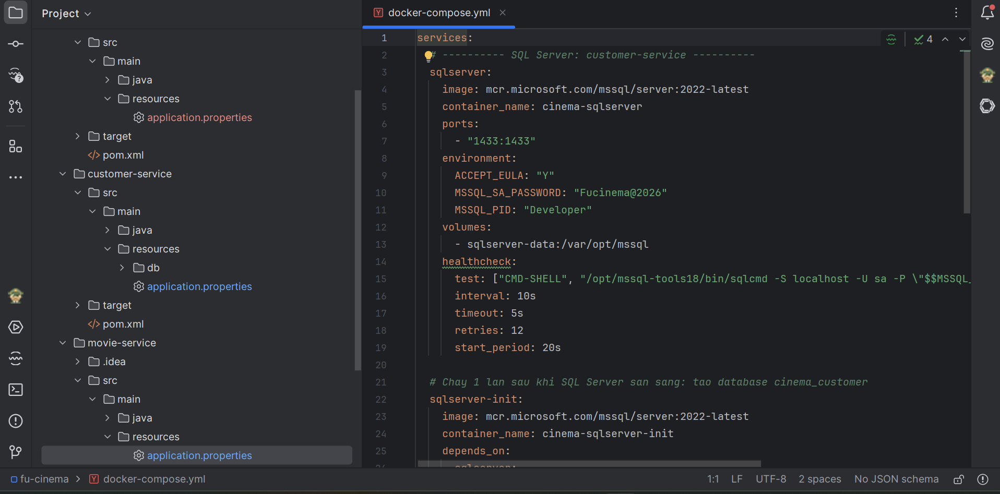 Project
src
main
java
resources
application.properties
target
pom.xml
customer-service
src
main
java
resources
db
application.properties
target
pom.xml
movie-service
.idea
src
main
java
resources
application.properties
docker-compose.yml
4
1 services:
2 # ---------- SQL Server: customer-service ----------
3 sqlserver:
4 image: mcr.microsoft.com/mssql/server:2022-latest
5 container_name: cinema-sqlserver
6 ports:
7 - "1433:1433"
8 environment:
9 ACCEPT_EULA: "Y"
10 MSSQL_SA_PASSWORD: "Fucinema@2026"
11 MSSQL_PID: "Developer"
12 volumes:
13 - sqlserver-data:/var/opt/mssql
14 healthcheck:
15 test: ["CMD-SHELL", "/opt/mssql-tools18/bin/sqlcmd -S localhost -U sa -P \"$$MSSQL_
16 interval: 10s
17 timeout: 5s
18 retries: 12
19 start_period: 20s
20
21 # Chay 1 lan sau khi SQL Server san sang: tao database cinema_customer
22 sqlserver-init:
23 image: mcr.microsoft.com/mssql/server:2022-latest
24 container_name: cinema-sqlserver-init
25 depends_on:
fu-cinema > docker-compose.yml
1:1 LF UTF-8 2 spaces No JSON schema